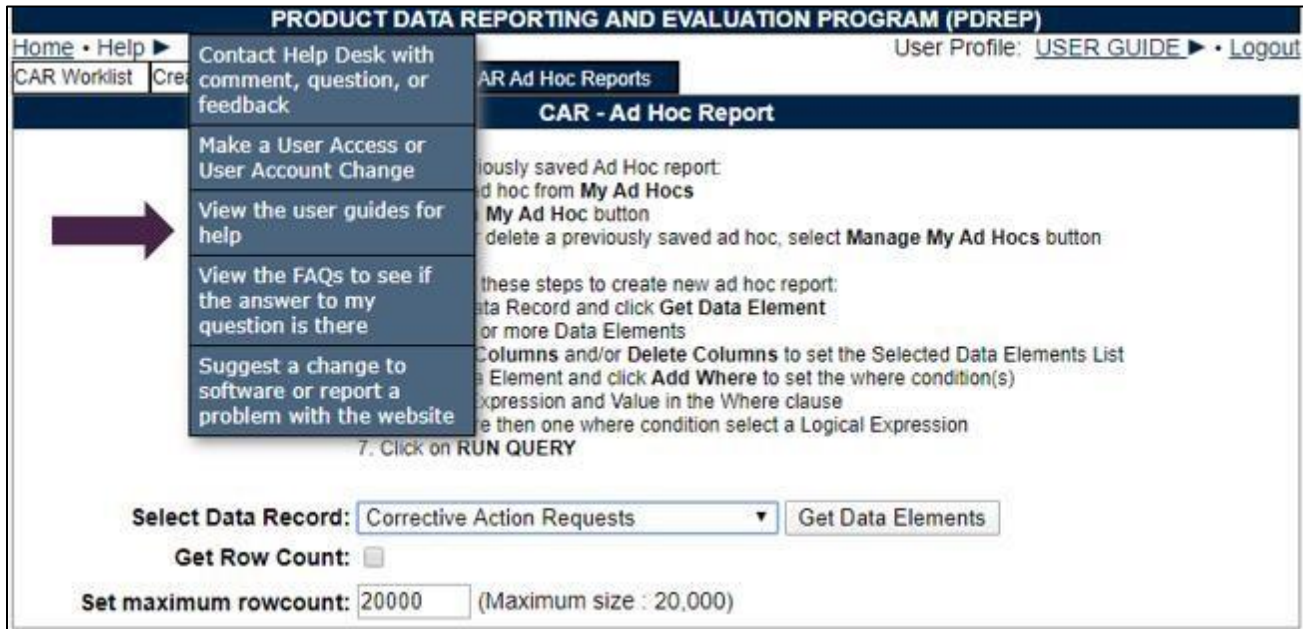 PRODUCT DATA REPORTING AND EVALUATION PROGRAM (PDREP)
Home • Help ▶
User Profile: USER GUIDE ▶ • Logout
CAR Worklist
Crea
AR Ad Hoc Reports
Contact Help Desk with
comment, question, or
feedback
Make a User Access or
User Account Change
View the user guides for
help
View the FAQs to see if
the answer to my
question is there
Suggest a change to
software or report a
problem with the website
CAR - Ad Hoc Report
iously saved Ad Hoc report:
ad hoc from My Ad Hocs
My Ad Hoc button
r delete a previously saved ad hoc, select Manage My Ad Hocs button
these steps to create new ad hoc report:
ata Record and click Get Data Element
or more Data Elements
Columns and/or Delete Columns to set the Selected Data Elements List
Element and click Add Where to set the where condition(s)
xpression and Value in the Where clause
re then one where condition select a Logical Expression
7. Click on RUN QUERY
Select Data Record: Corrective Action Requests Get Data Elements
Get Row Count:
Set maximum rowcount: 20000 (Maximum size : 20,000)